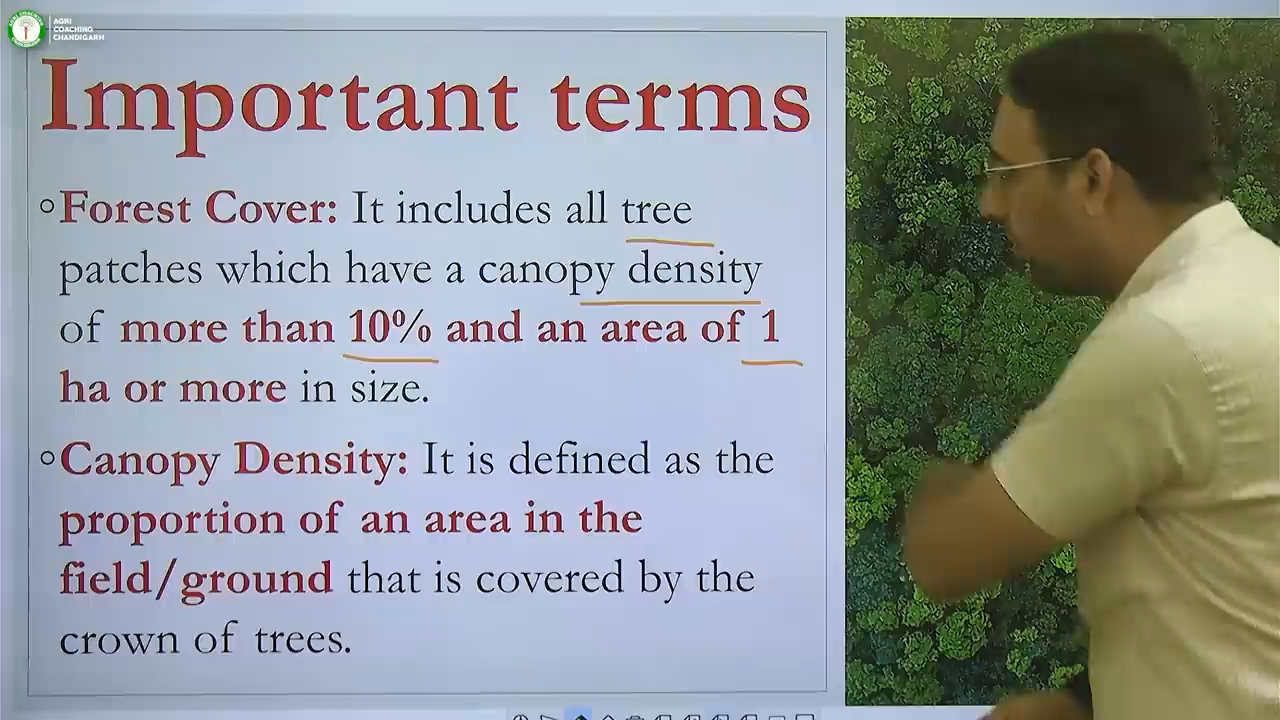 AGRI
COACHING
CHANDIGARH
Important terms
Forest Cover: It includes all tree
patches which have a canopy density
of more than 10% and an area of 1
ha or more in size.
Canopy Density: It is defined as the
proportion of an area in the
field/ground that is covered by the
crown of trees.